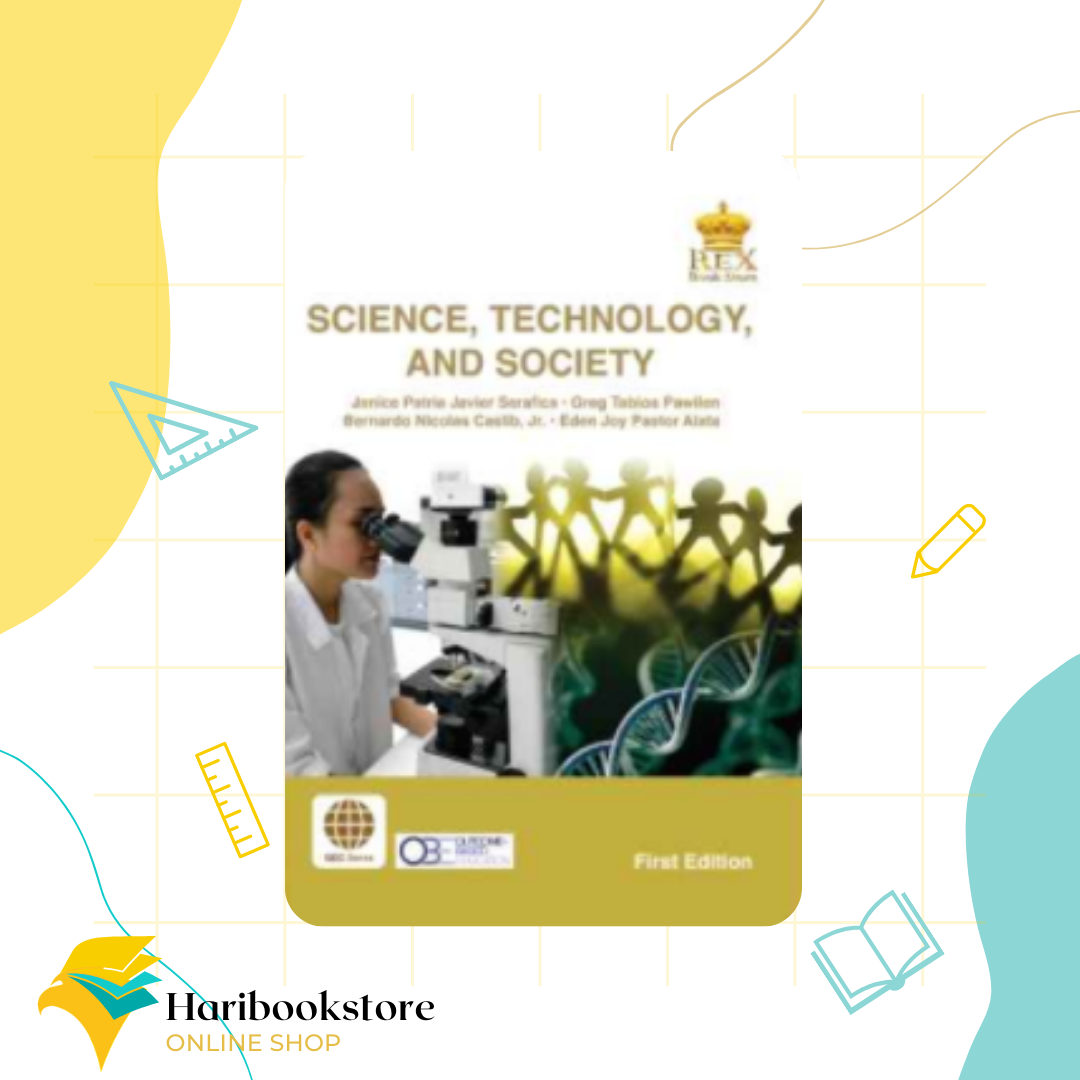 REX
Book Store
SCIENCE, TECHNOLOGY,
AND SOCIETY
Janice Patria Javier Serafica • Greg Tabios Pawilen
Bernardo Nicolas Caslib, Jr. • Eden Joy Pastor Alata
GEC Series
OBE OUTCOME-
BASED
EDUCATION
First Edition
Haribookstore
ONLINE SHOP